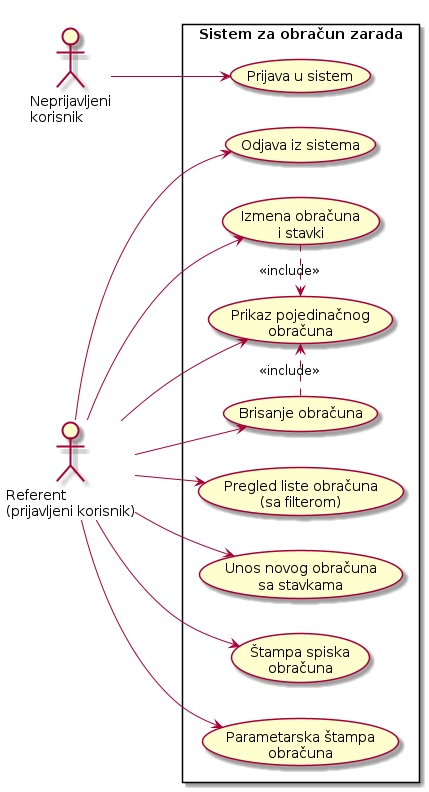 Sistem za obračun zarada
Neprijavljeni
korisnik
Prijava u sistem
Odjava iz sistema
Izmena obračuna
i stavki
«include»
Prikaz pojedinačnog
obračuna
«include»
Brisanje obračuna
Referent
(prijavljeni korisnik)
Pregled liste obračuna
(sa filterom)
Unos novog obračuna
sa stavkama
Štampa spiska
obračuna
Parametarska štampa
obračuna